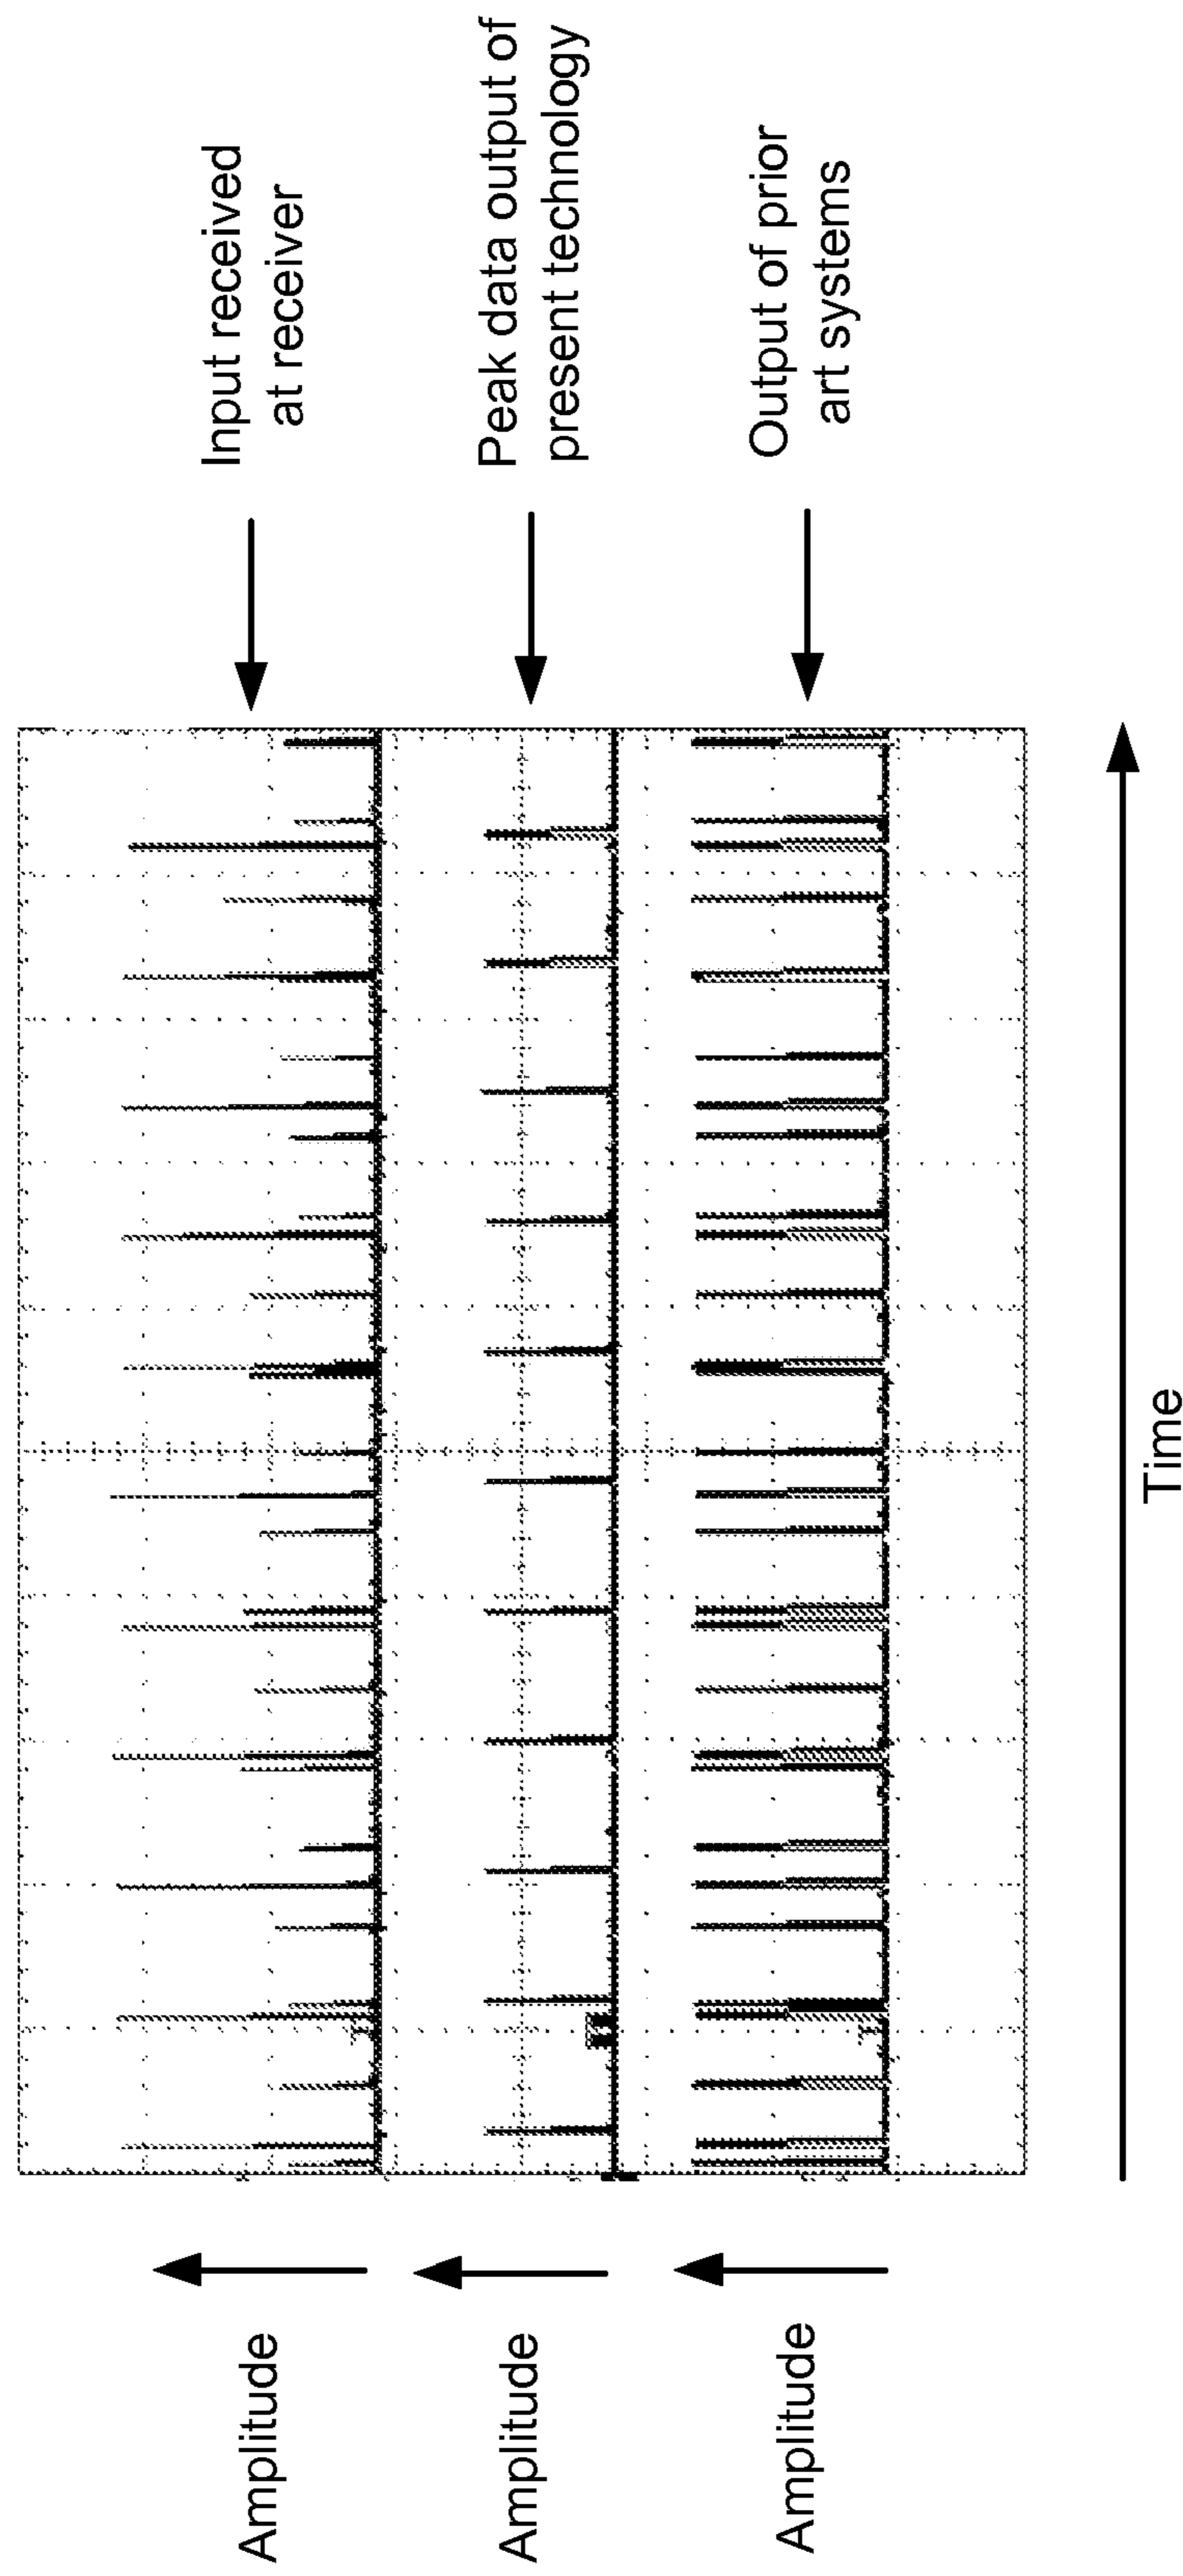 Input received
at receiver
Peak data output of
present technology
Output of prior
art systems
Amplitude
Amplitude
Amplitude
Time